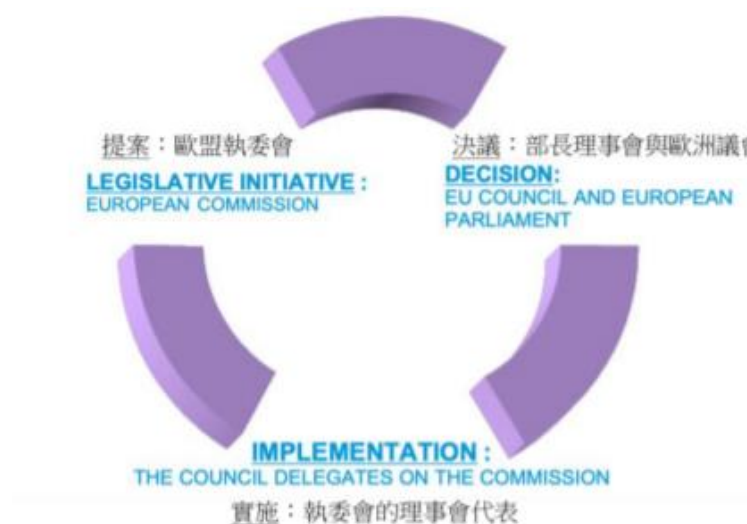 提案：歐盟執委會
LEGISLATIVE INITIATIVE :
EUROPEAN COMMISSION
決議：部長理事會與歐洲議會
DECISION:
EU COUNCIL AND EUROPEAN
PARLIAMENT
IMPLEMENTATION :
THE COUNCIL DELEGATES ON THE COMMISSION
實施：執委會的理事會代表